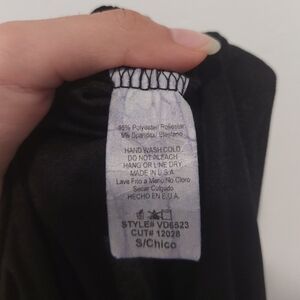 95% Polyester/ Poliester
5% Spandex/ Elastano
HAND WASH COLD
DO NOT BLEACH
HANG OR LINE DRY
MADE IN U.S.A
Lave Frio a Mano No Cloro
Secar Colgado
HECHO EN E.U.A.
STYLE# VD6523
CUT# 12028
S/Chico